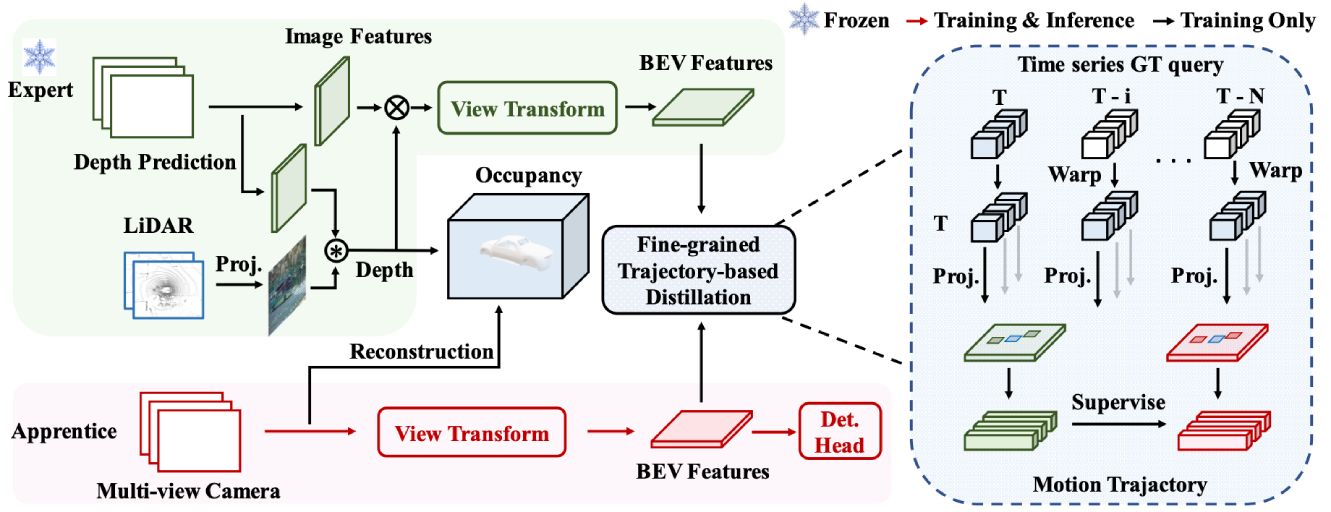 Frozen
Training & Inference
Training Only
Expert
Image Features
BEV Features
View Transform
Depth Prediction
LiDAR
Proj.
Depth
Occupancy
Reconstruction
Fine-grained
Trajectory-based
Distillation
Apprentice
Multi-view Camera
View Transform
BEV Features
Det.
Head
Time series GT query
T
T - i
T - N
. . .
Warp
Warp
T
Proj.
Proj.
Proj.
Supervise
Motion Trajactory